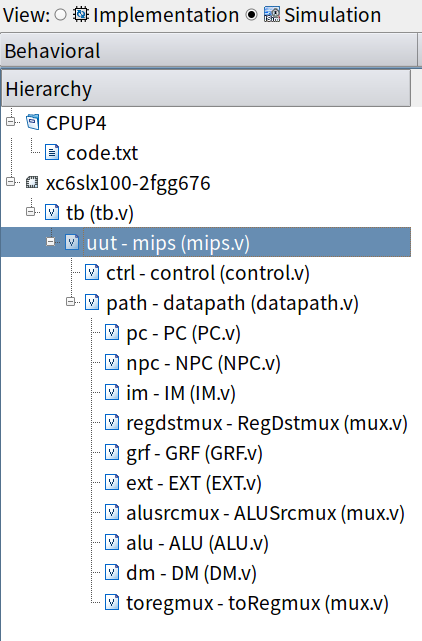 View: Implementation Simulation
Behavioral
Hierarchy
CPUP4
code.txt
xc6slx100-2fgg676
tb (tb.v)
uut - mips (mips.v)
ctrl - control (control.v)
path - datapath (datapath.v)
pc - PC (PC.v)
npc - NPC (NPC.v)
im - IM (IM.v)
regdstmux - RegDstmux (mux.v)
grf - GRF (GRF.v)
ext - EXT (EXT.v)
alusrcmux - ALUSrcmux (mux.v)
alu - ALU (ALU.v)
dm - DM (DM.v)
toregmux - toRegmux (mux.v)